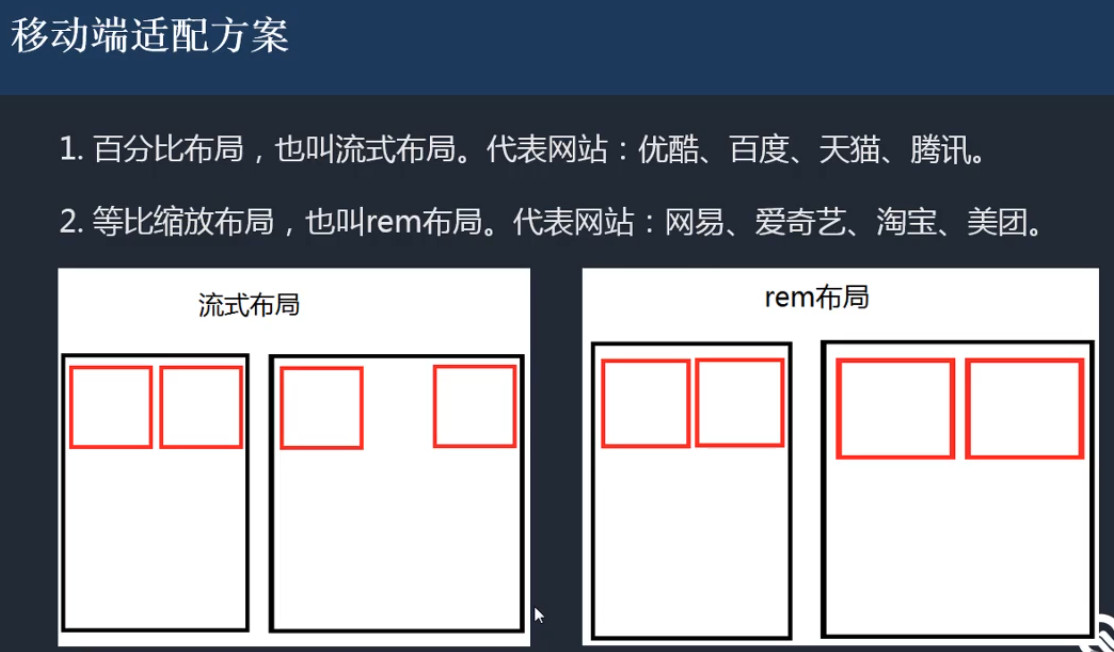 移动端适配方案
1. 百分比布局，也叫流式布局。代表网站：优酷、百度、天猫、腾讯。
2. 等比缩放布局，也叫rem布局。代表网站：网易、爱奇艺、淘宝、美团。
流式布局
rem布局